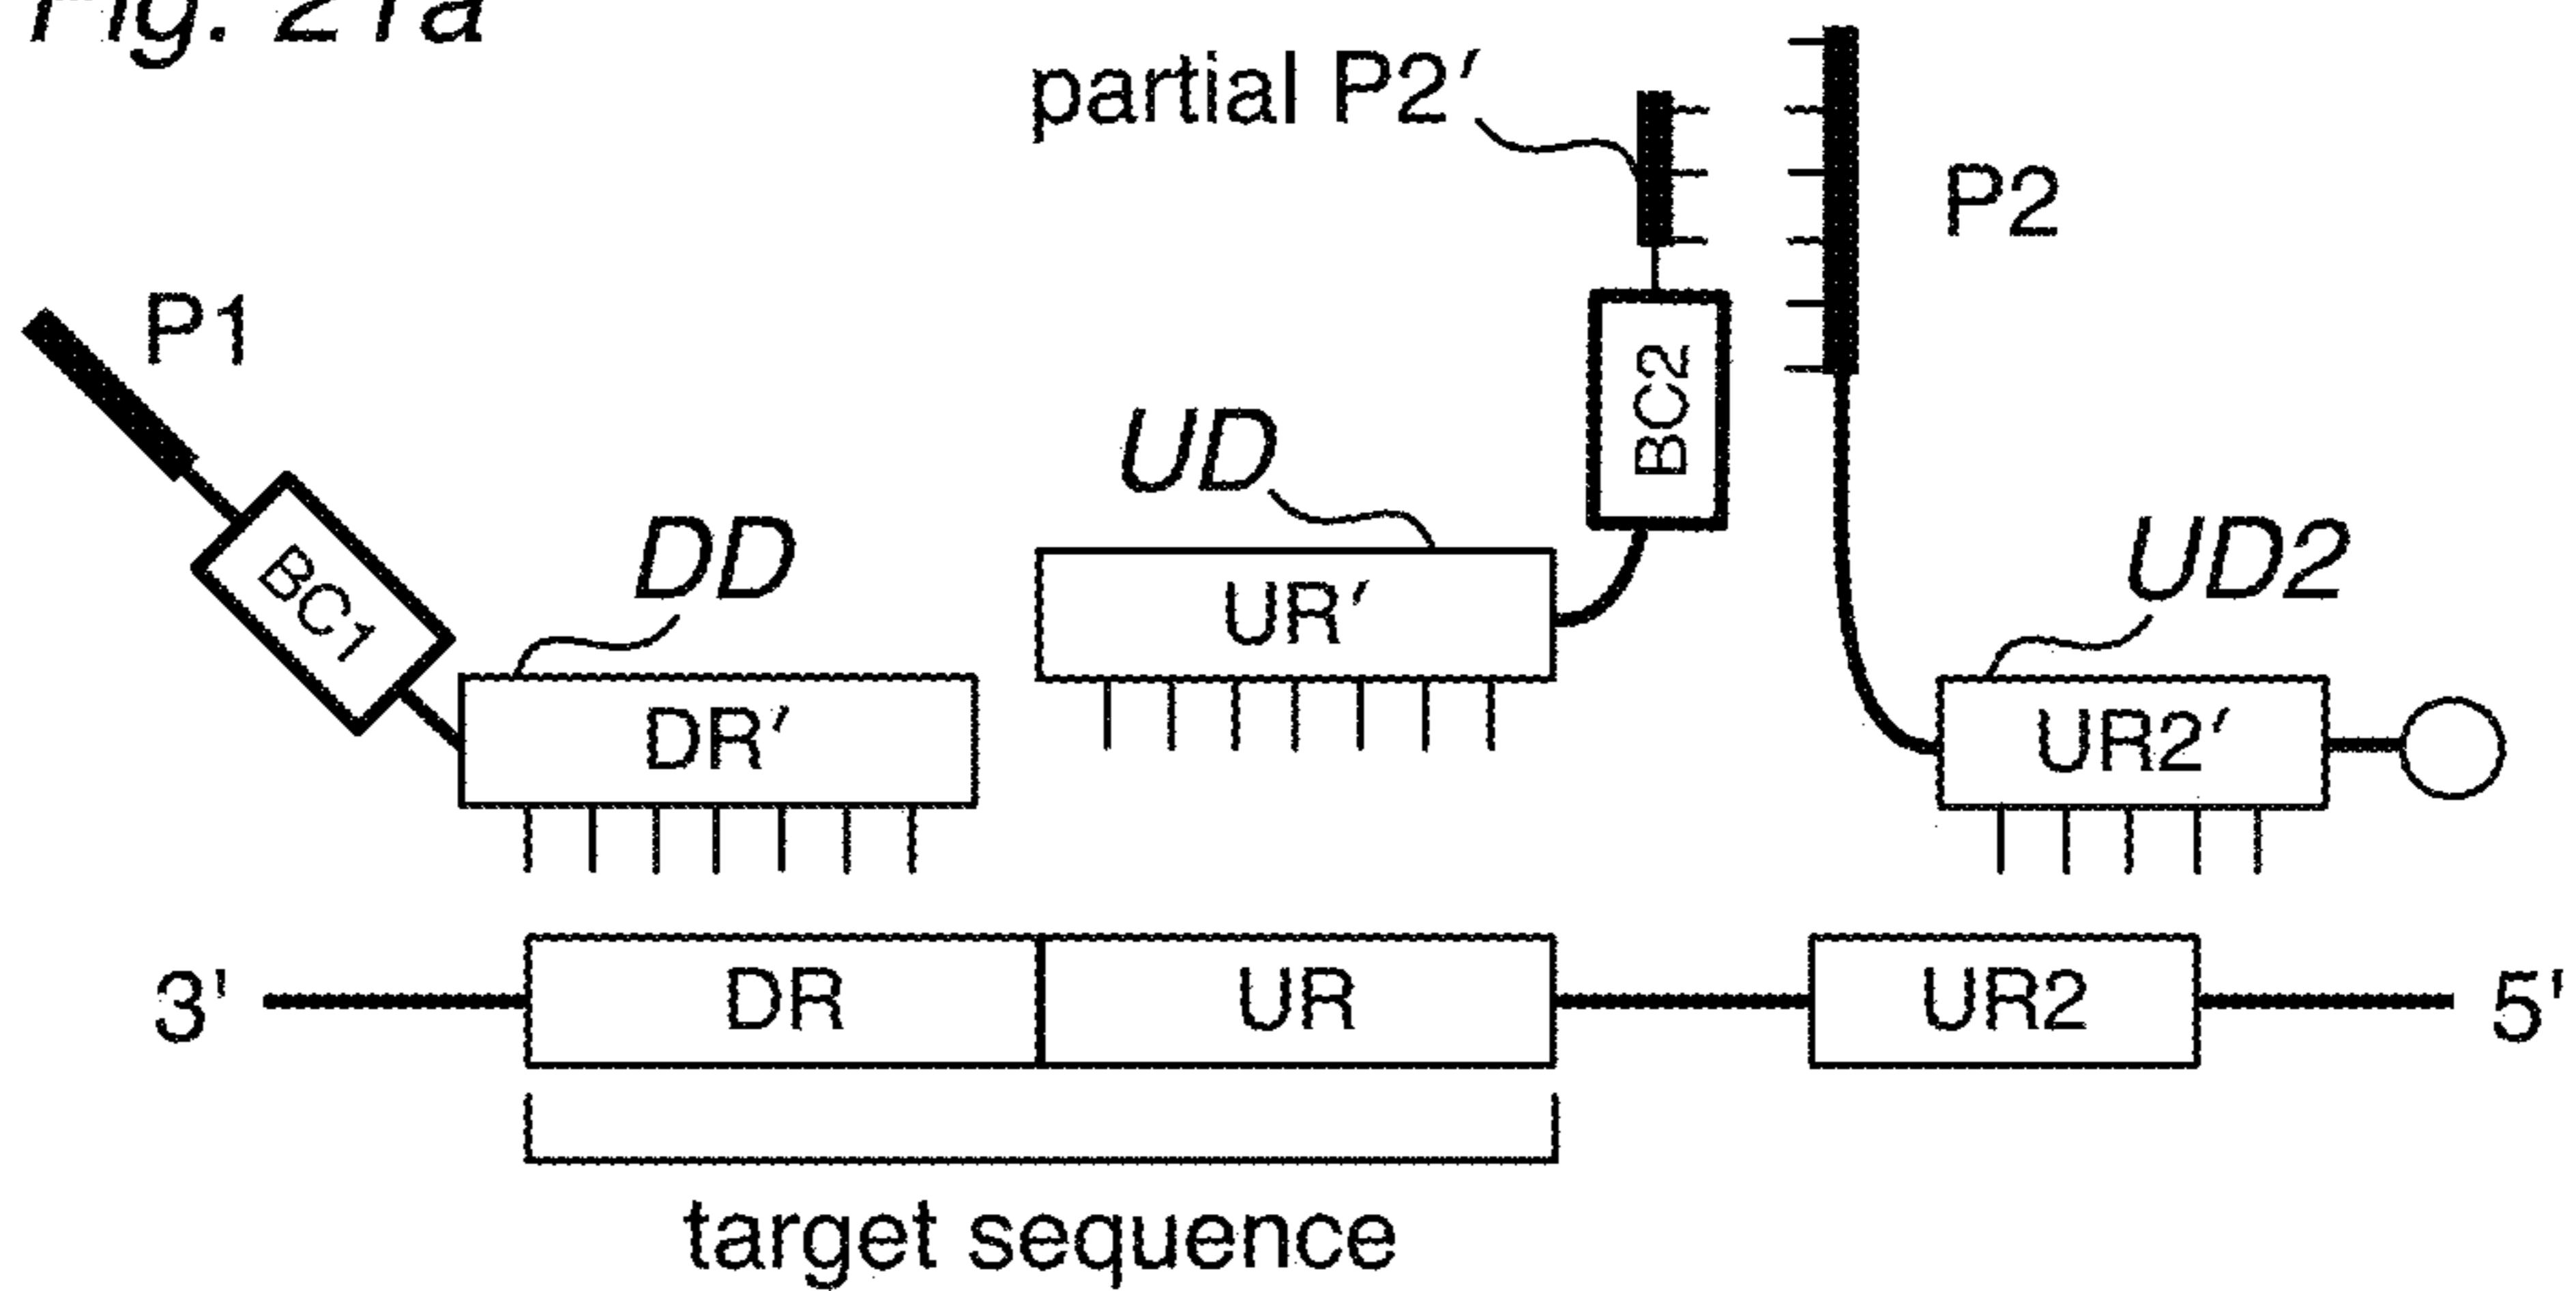 Fig. 21a
partial P2′
P2
P1
BC2
UD
DD
UD2
BC1
UR′
DR′
UR2′
3' DR UR UR2 5'
target sequence